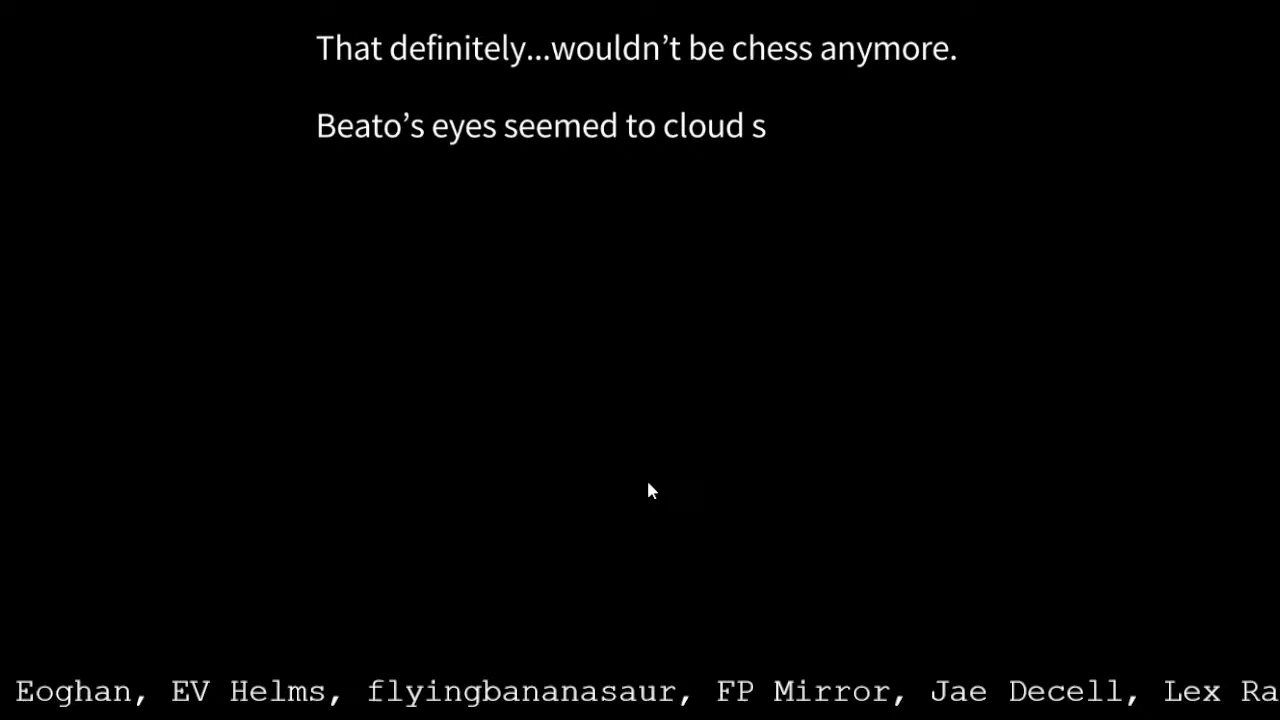 That definitely...wouldn’t be chess anymore.
Beato’s eyes seemed to cloud s
Eoghan, EV Helms, flyingbananasaur, FP Mirror, Jae Decell, Lex Ra